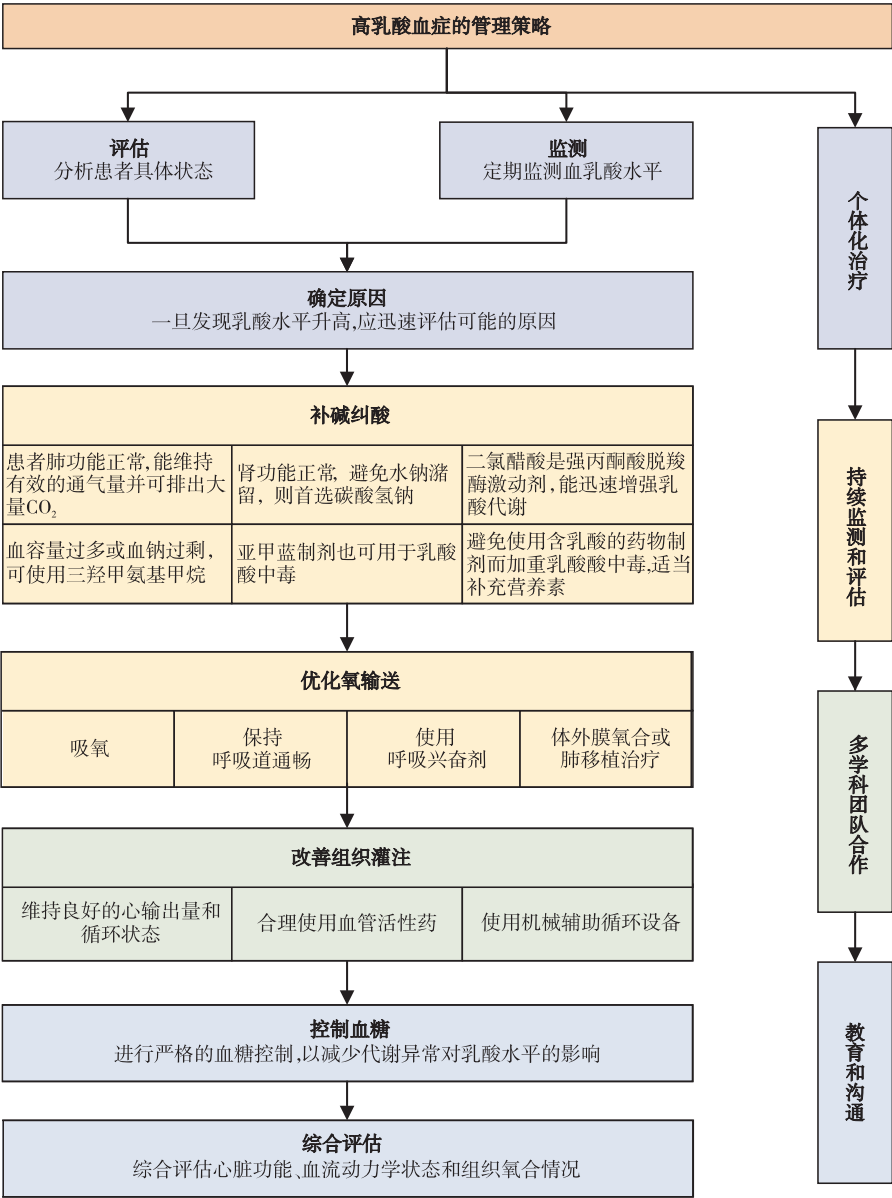 高乳酸血症的管理策略
评估
分析患者具体状态
监测
定期监测血乳酸水平
确定原因
一旦发现乳酸水平升高,应迅速评估可能的原因
补碱纠酸
患者肺功能正常,能维持
有效的通气量并可排出大
量CO₂
肾功能正常, 避免水钠潴
留, 则首选碳酸氢钠
二氯醋酸是强丙酮酸脱羧
酶激动剂,能迅速增强乳
酸代谢
血容量过多或血钠过剩,
可使用三羟甲氨基甲烷
亚甲蓝制剂也可用于乳酸
酸中毒
避免使用含乳酸的药物制
剂而加重乳酸酸中毒,适当
补充营养素
优化氧输送
吸氧
保持
呼吸道通畅
使用
呼吸兴奋剂
体外膜氧合或
肺移植治疗
改善组织灌注
维持良好的心输出量和
循环状态
合理使用血管活性药
使用机械辅助循环设备
控制血糖
进行严格的血糖控制,以减少代谢异常对乳酸水平的影响
综合评估
综合评估心脏功能、血流动力学状态和组织氧合情况
个体化治疗
持续监测和评估
多学科团队合作
教育和沟通